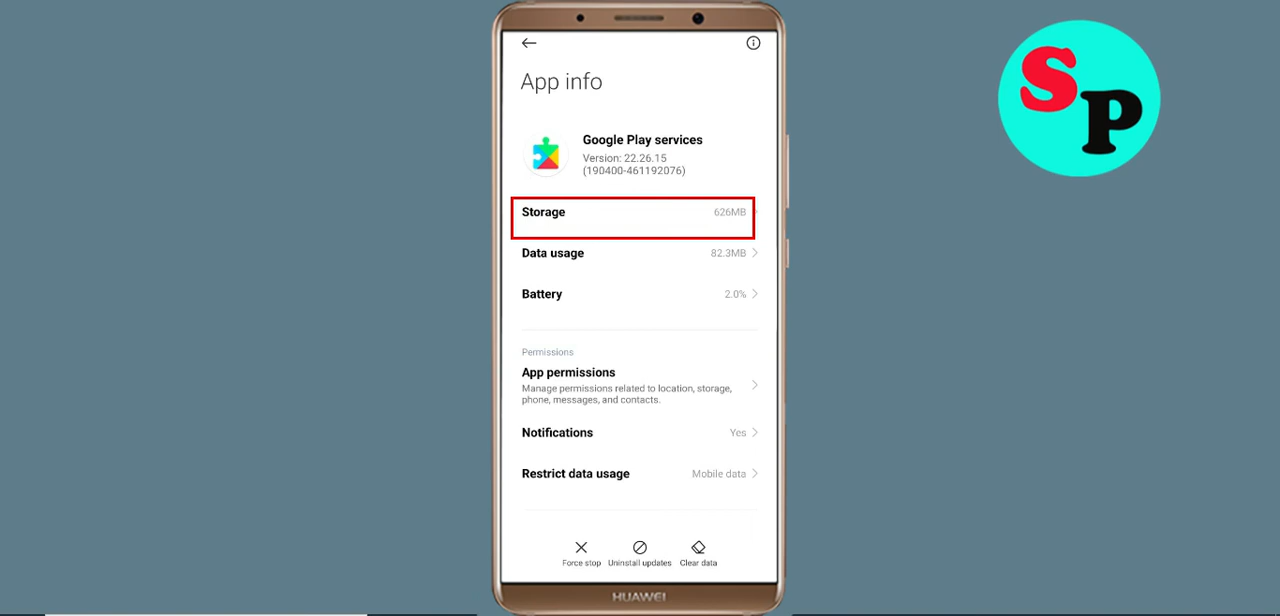 App info
Google Play services
Version: 22.26.15
(190400-461192076)
Storage 626MB
Data usage 82.3MB
Battery 2.0%
Permissions
App permissions
Manage permissions related to location, storage,
phone, messages, and contacts.
Notifications Yes
Restrict data usage Mobile data
Force stop Uninstall updates Clear data
HUAWEI
SP